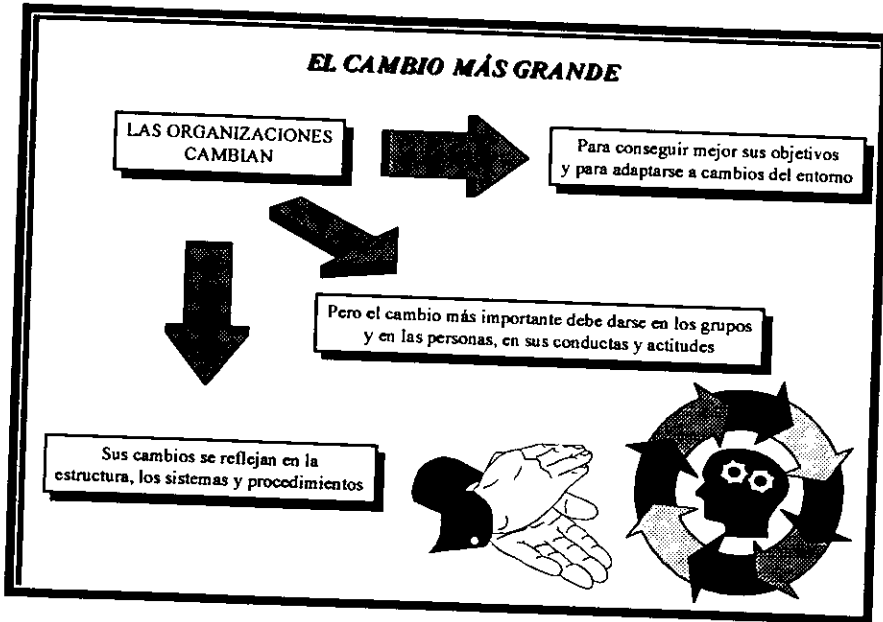 EL CAMBIO MÁS GRANDE
LAS ORGANIZACIONES
CAMBIAN
Para conseguir mejor sus objetivos
y para adaptarse a cambios del entorno
Pero el cambio más importante debe darse en los grupos
y en las personas, en sus conductas y actitudes
Sus cambios se reflejan en la
estructura, los sistemas y procedimientos